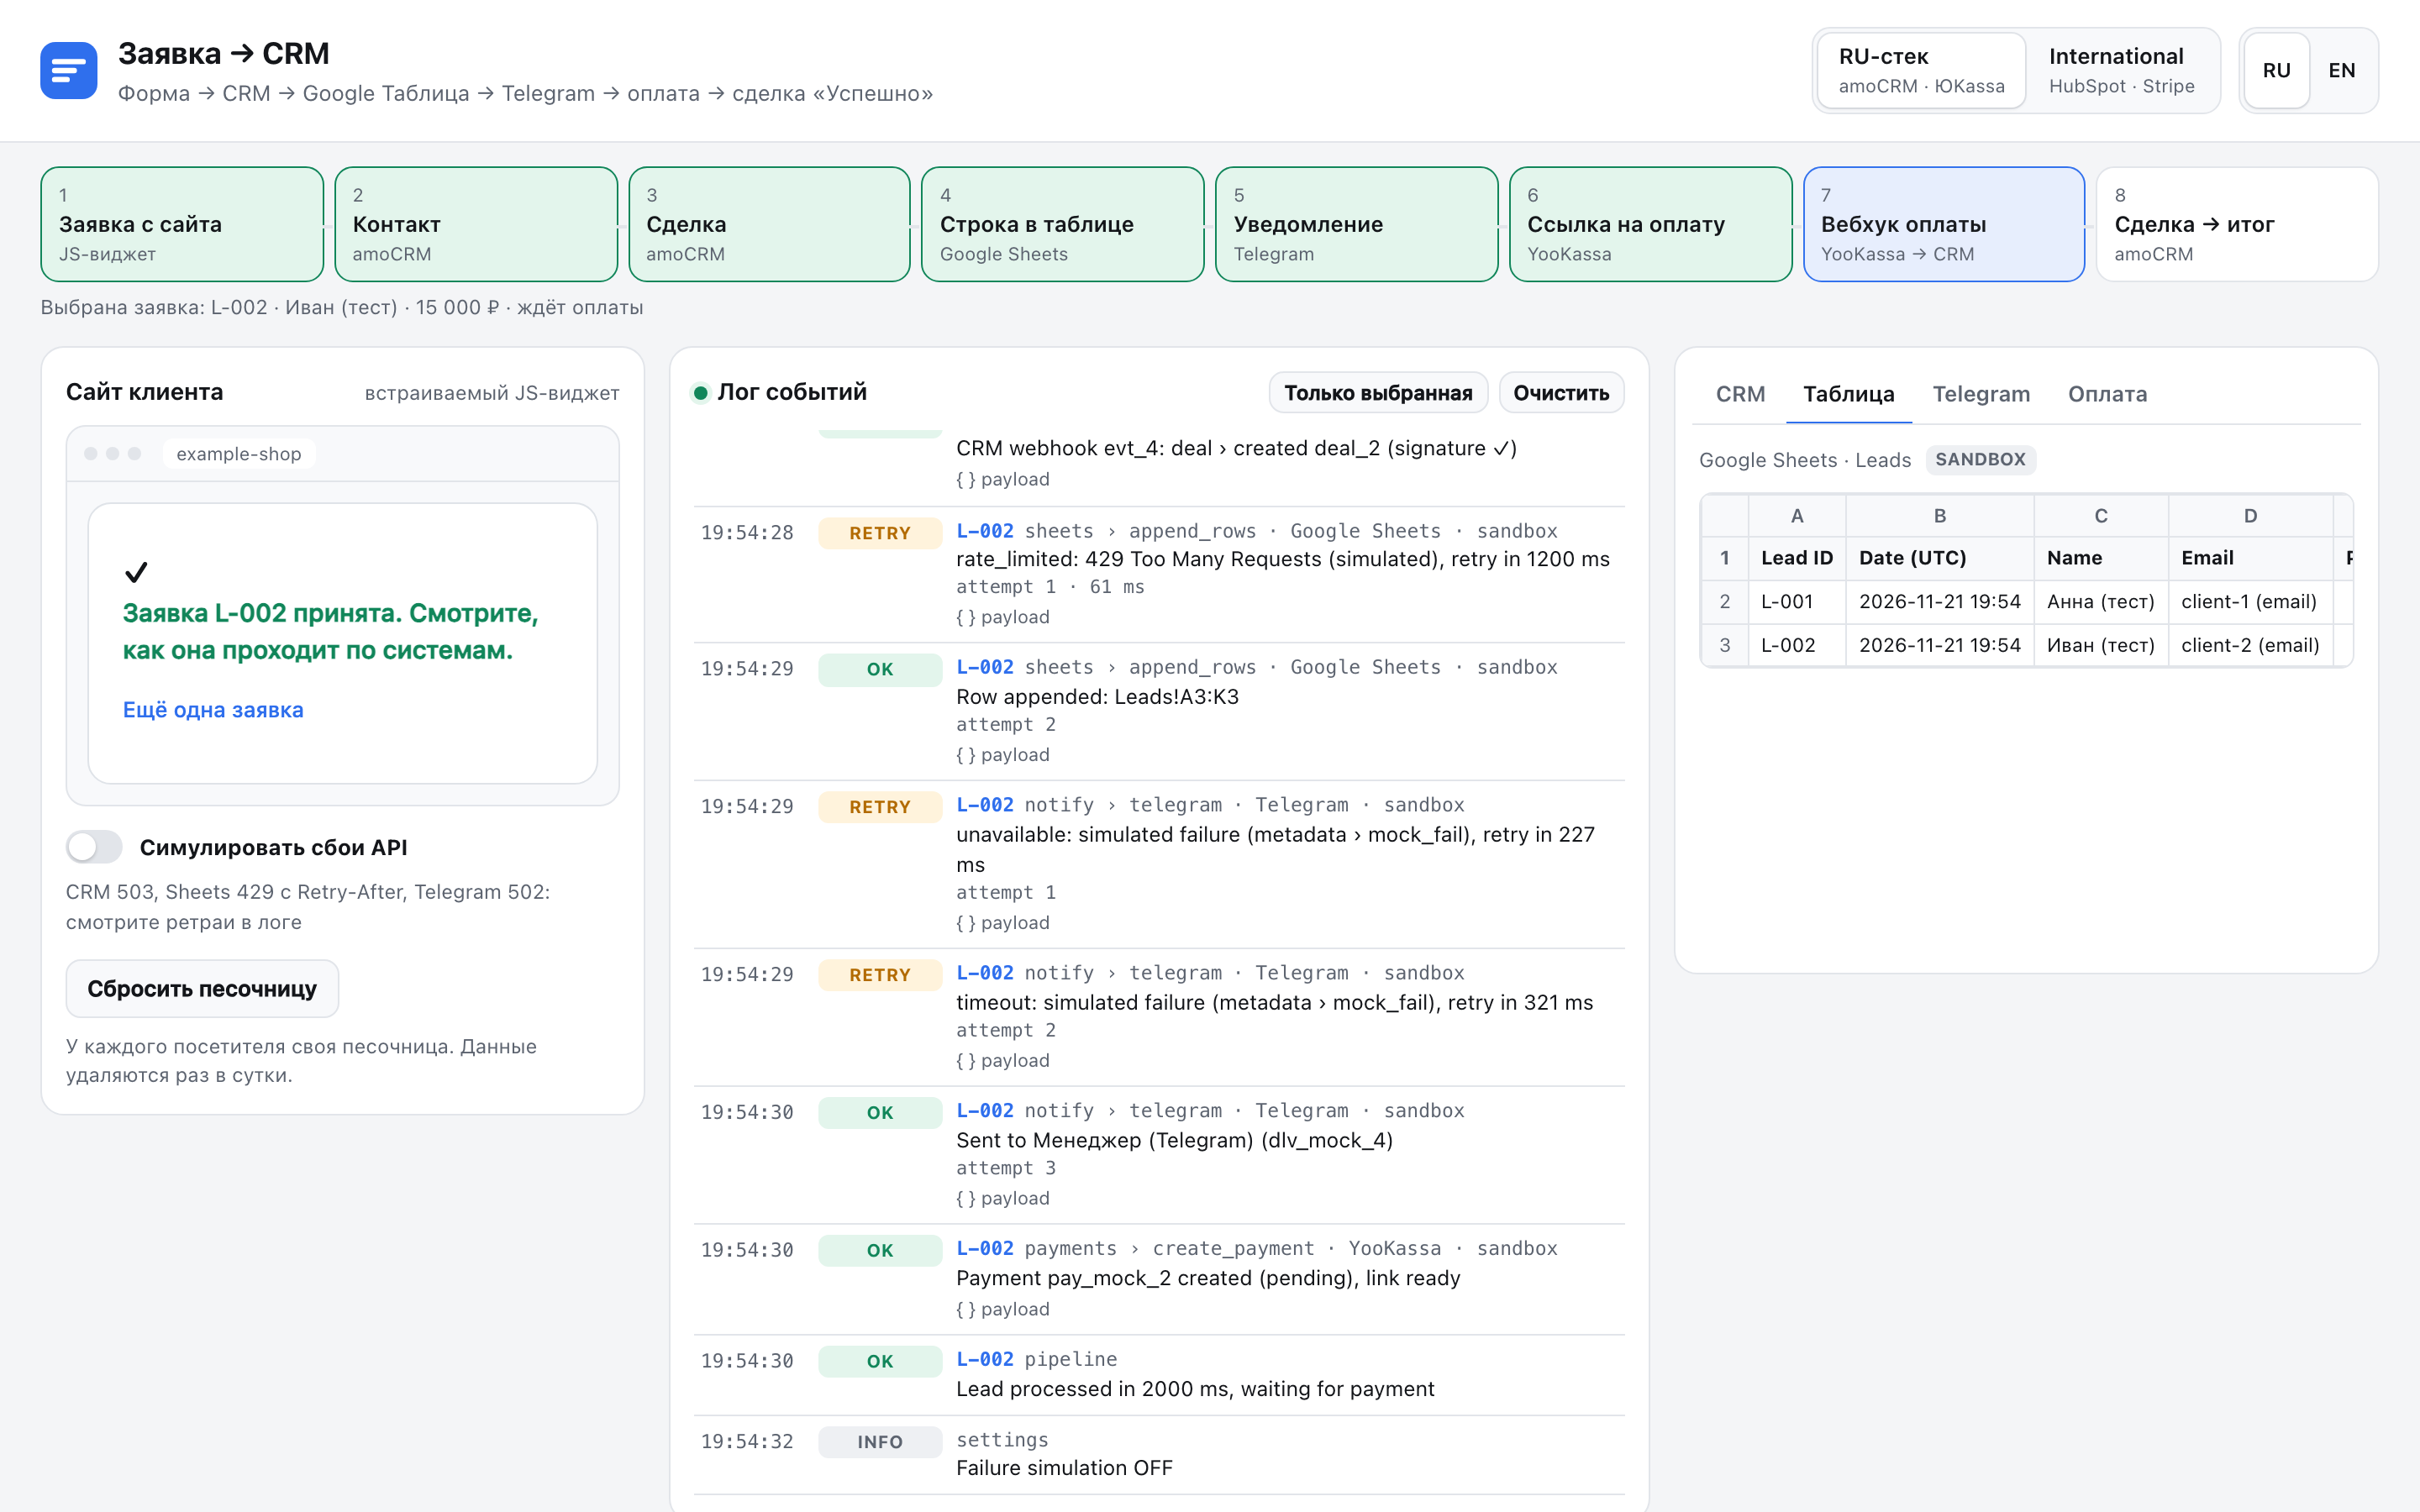 Заявка → CRM
Форма → CRM → Google Таблица → Telegram → оплата → сделка «Успешно»
RU-стек
amoCRM · ЮKassa
International
HubSpot · Stripe
RU
EN
1
Заявка с сайта
JS-виджет
2
Контакт
amoCRM
3
Сделка
amoCRM
4
Строка в таблице
Google Sheets
5
Уведомление
Telegram
6
Ссылка на оплату
YooKassa
7
Вебхук оплаты
YooKassa → CRM
8
Сделка → итог
amoCRM
Выбрана заявка: L-002 · Иван (тест) · 15 000 ₽ · ждёт оплаты
Сайт клиента
встраиваемый JS-виджет
example-shop
✓
Заявка L-002 принята. Смотрите,
как она проходит по системам.
Ещё одна заявка
Симулировать сбои API
CRM 503, Sheets 429 с Retry-After, Telegram 502:
смотрите ретраи в логе
Сбросить песочницу
У каждого посетителя своя песочница. Данные
удаляются раз в сутки.
Лог событий
Только выбранная
Очистить
CRM webhook evt_4: deal › created deal_2 (signature ✓)
{ } payload
19:54:28 RETRY L-002 sheets › append_rows · Google Sheets · sandbox
rate_limited: 429 Too Many Requests (simulated), retry in 1200 ms
attempt 1 · 61 ms
{ } payload
19:54:29 OK L-002 sheets › append_rows · Google Sheets · sandbox
Row appended: Leads!A3:K3
attempt 2
{ } payload
19:54:29 RETRY L-002 notify › telegram · Telegram · sandbox
unavailable: simulated failure (metadata › mock_fail), retry in 227
ms
attempt 1
{ } payload
19:54:29 RETRY L-002 notify › telegram · Telegram · sandbox
timeout: simulated failure (metadata › mock_fail), retry in 321 ms
attempt 2
{ } payload
19:54:30 OK L-002 notify › telegram · Telegram · sandbox
Sent to Менеджер (Telegram) (dlv_mock_4)
attempt 3
{ } payload
19:54:30 OK L-002 payments › create_payment · YooKassa · sandbox
Payment pay_mock_2 created (pending), link ready
{ } payload
19:54:30 OK L-002 pipeline
Lead processed in 2000 ms, waiting for payment
19:54:32 INFO settings
Failure simulation OFF
CRM
Таблица
Telegram
Оплата
Google Sheets · Leads SANDBOX
A B C D
1 Lead ID Date (UTC) Name Email
2 L-001 2026-11-21 19:54 Анна (тест) client-1 (email)
3 L-002 2026-11-21 19:54 Иван (тест) client-2 (email)